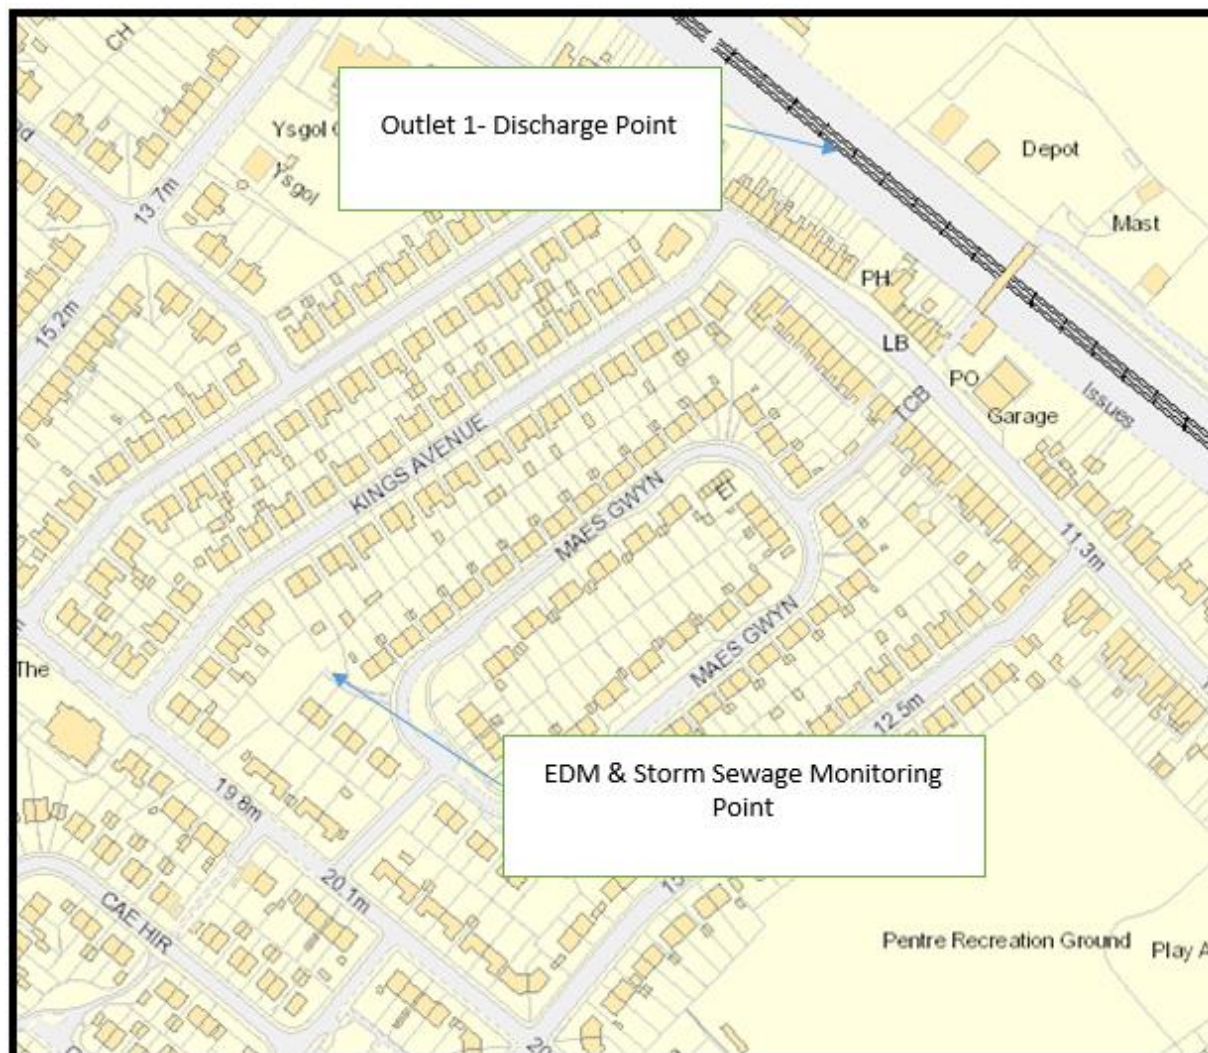 CH
Outlet 1- Discharge Point
Ysgol
Ysgol
Depot
13.7m
Mast
15.2m
PH
LB
PO
TCB
Issues
Garage
KINGS AVENUE
MAES GWYN
El
11.3m
MAES GWYN
The
12.5m
EDM & Storm Sewage Monitoring
Point
19.8m
20.1m
CAE HIR
Pentre Recreation Ground
Play A